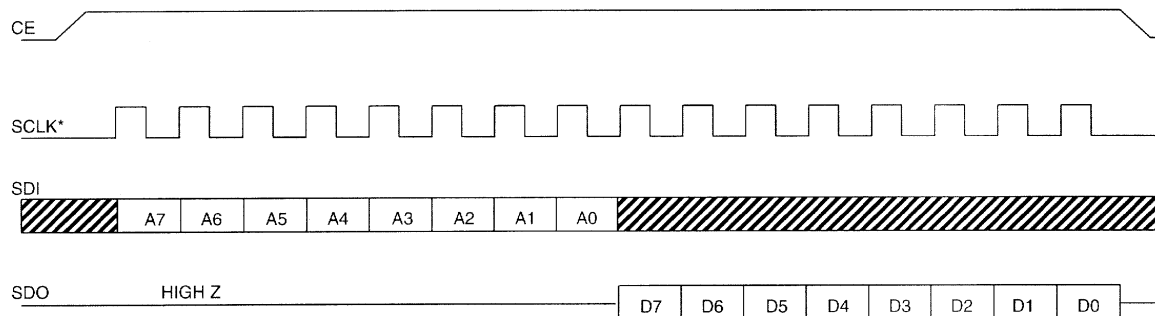 CE
SCLK*
SDI
A7 A6 A5 A4 A3 A2 A1 A0
SDO HIGH Z D7 D6 D5 D4 D3 D2 D1 D0